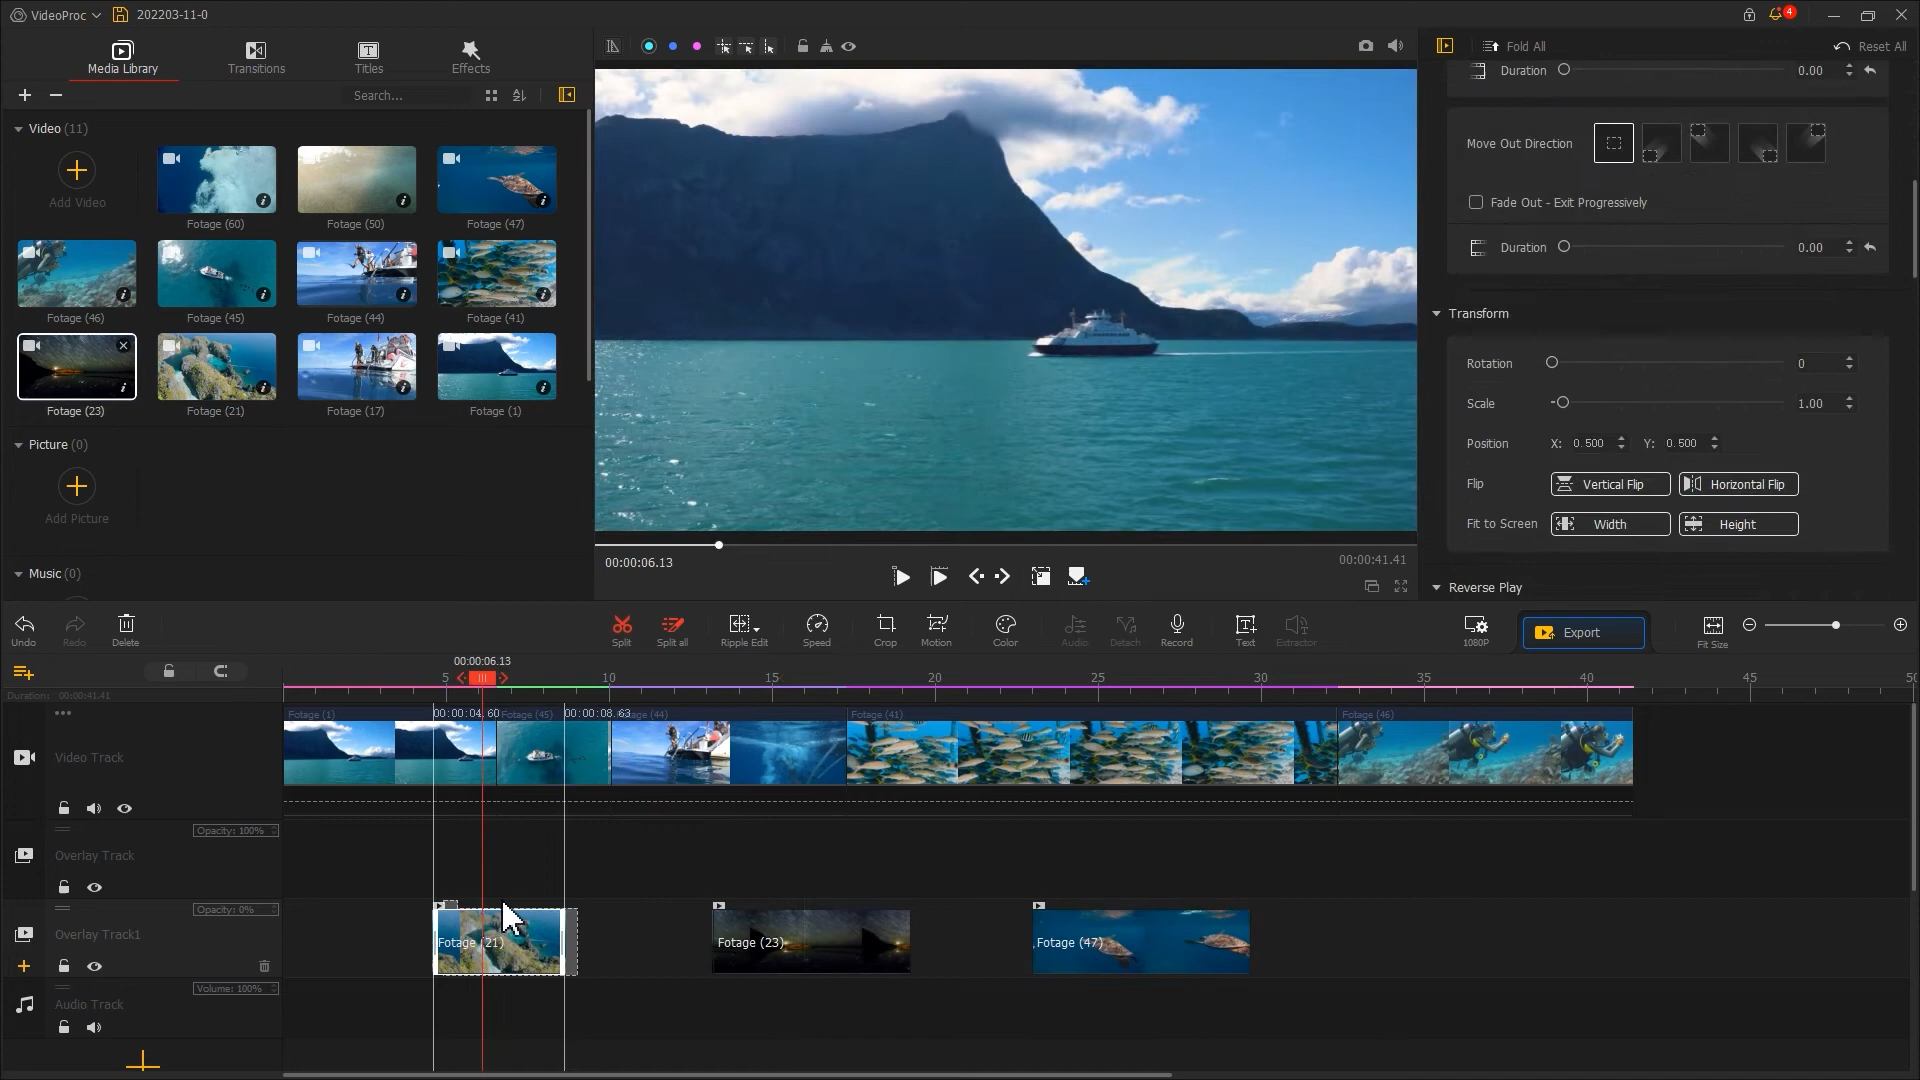 VideoProc
202203-11-0
4
Media Library
Transitions
Titles
Effects
Search...
Video (11)
Add Video
Fotage (60)
Fotage (50)
Fotage (47)
Fotage (46)
Fotage (45)
Fotage (44)
Fotage (41)
Fotage (23)
Fotage (21)
Fotage (17)
Fotage (1)
Picture (0)
Add Picture
Music (0)
00:00:06.13
00:00:41.41
Fold All
Reset All
Duration
0.00
Move Out Direction
Fade Out - Exit Progressively
Duration
0.00
Transform
Rotation
0
Scale
1.00
Position
X: 0.500
Y: 0.500
Flip
Vertical Flip
Horizontal Flip
Fit to Screen
Width
Height
Reverse Play
Undo
Redo
Delete
Split
Split all
Ripple Edit
Speed
Crop
Motion
Color
Audio
Detach
Record
Text
Extractor
1080P
Export
Fit Size
00:00:06.13
5
10
15
20
25
30
35
40
45
50
Duration: 00:00:41.41
Fotage (1)
00:00:04.60
Fotage (45)
00:00:08.63
(44)
Fotage (41)
Fotage (46)
Video Track
Opacity: 100%
Overlay Track
Opacity: 0%
Overlay Track1
Fotage (21)
Fotage (23)
Fotage (47)
Volume: 100%
Audio Track